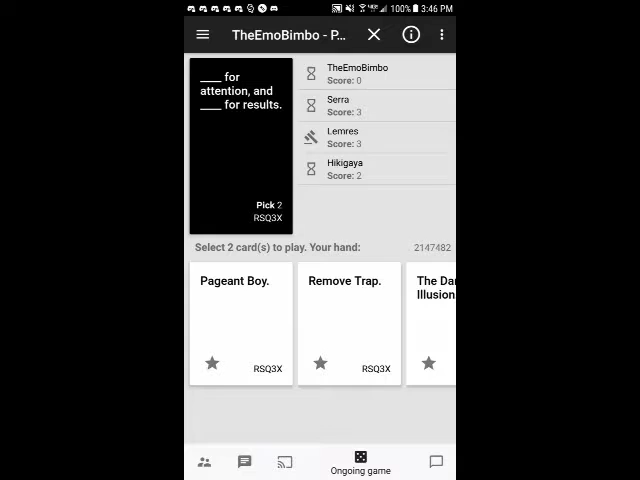 100% 3:46 PM
TheEmoBimbo - P...
____ for
attention, and
____ for results.
Pick 2
RSQ3X
TheEmoBimbo
Score: 0
Serra
Score: 3
Lemres
Score: 3
Hikigaya
Score: 2
Select 2 card(s) to play. Your hand:
2147482
Pageant Boy.
RSQ3X
Remove Trap.
RSQ3X
The Da
Illusion
Ongoing game